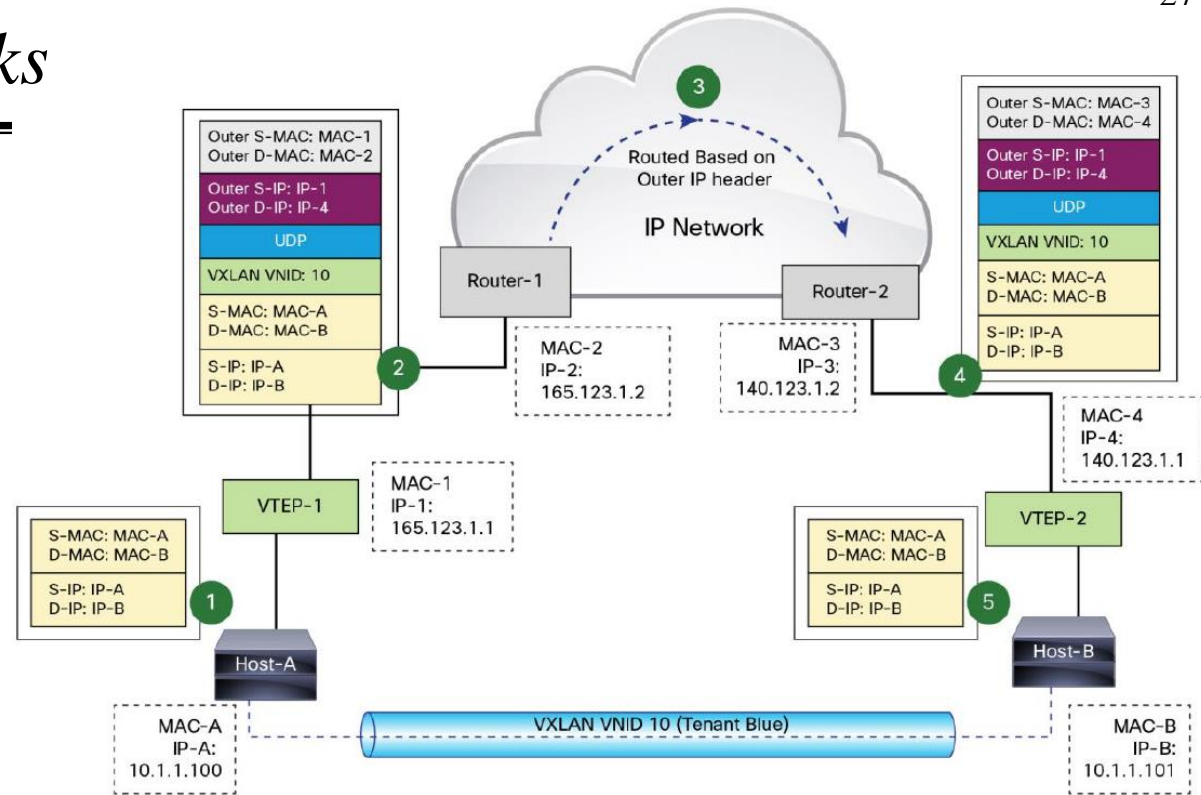 27
ks
Outer S-MAC: MAC-1
Outer D-MAC: MAC-2
Outer S-IP: IP-1
Outer D-IP: IP-4
UDP
VXLAN VNID: 10
S-MAC: MAC-A
D-MAC: MAC-B
S-IP: IP-A
D-IP: IP-B
2
3
Routed Based on
Outer IP header
IP Network
Router-1
Router-2
MAC-2
IP-2:
165.123.1.2
MAC-3
IP-3:
140.123.1.2
Outer S-MAC: MAC-3
Outer D-MAC: MAC-4
Outer S-IP: IP-1
Outer D-IP: IP-4
UDP
VXLAN VNID: 10
S-MAC: MAC-A
D-MAC: MAC-B
S-IP: IP-A
D-IP: IP-B
4
MAC-4
IP-4:
140.123.1.1
VTEP-1
MAC-1
IP-1:
165.123.1.1
VTEP-2
S-MAC: MAC-A
D-MAC: MAC-B
S-IP: IP-A
D-IP: IP-B
1
S-MAC: MAC-A
D-MAC: MAC-B
S-IP: IP-A
D-IP: IP-B
5
Host-A
Host-B
MAC-A
IP-A:
10.1.1.100
VXLAN VNID 10 (Tenant Blue)
MAC-B
IP-B:
10.1.1.101